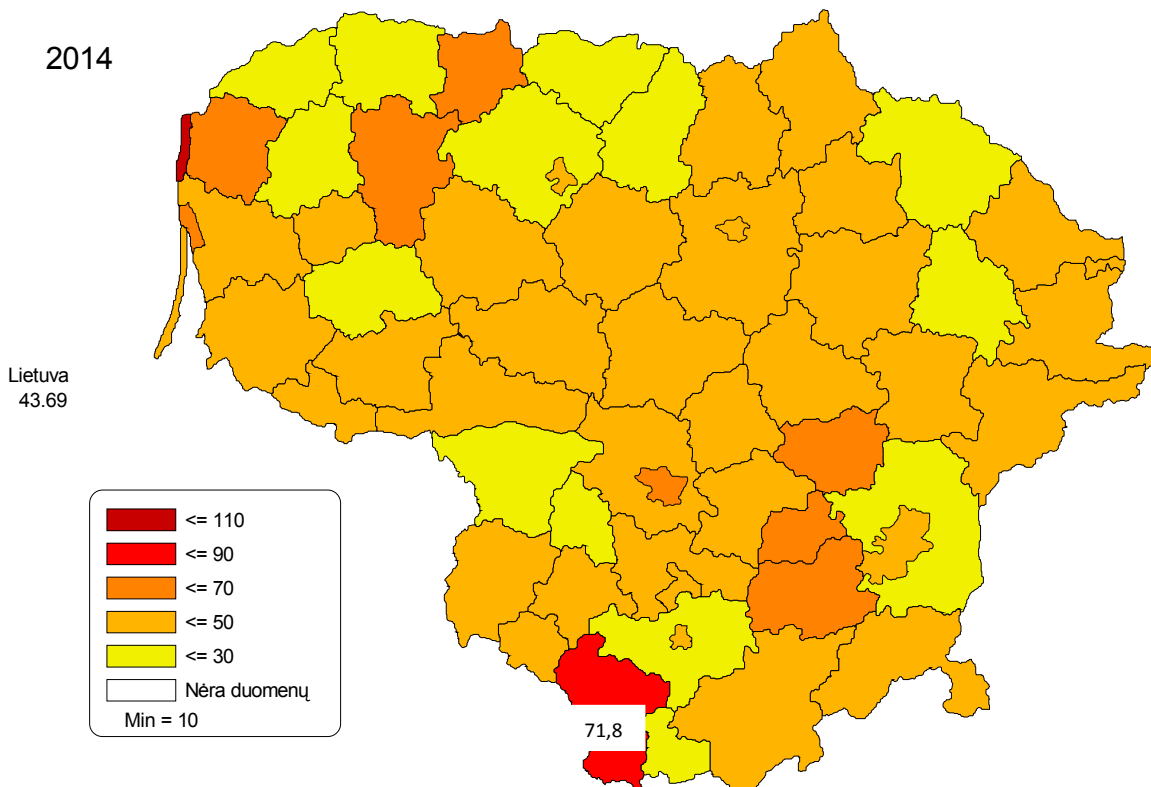 2014
Lietuva
43.69
<= 110
<= 90
<= 70
<= 50
<= 30
Nėra duomenų
Min = 10
71,8